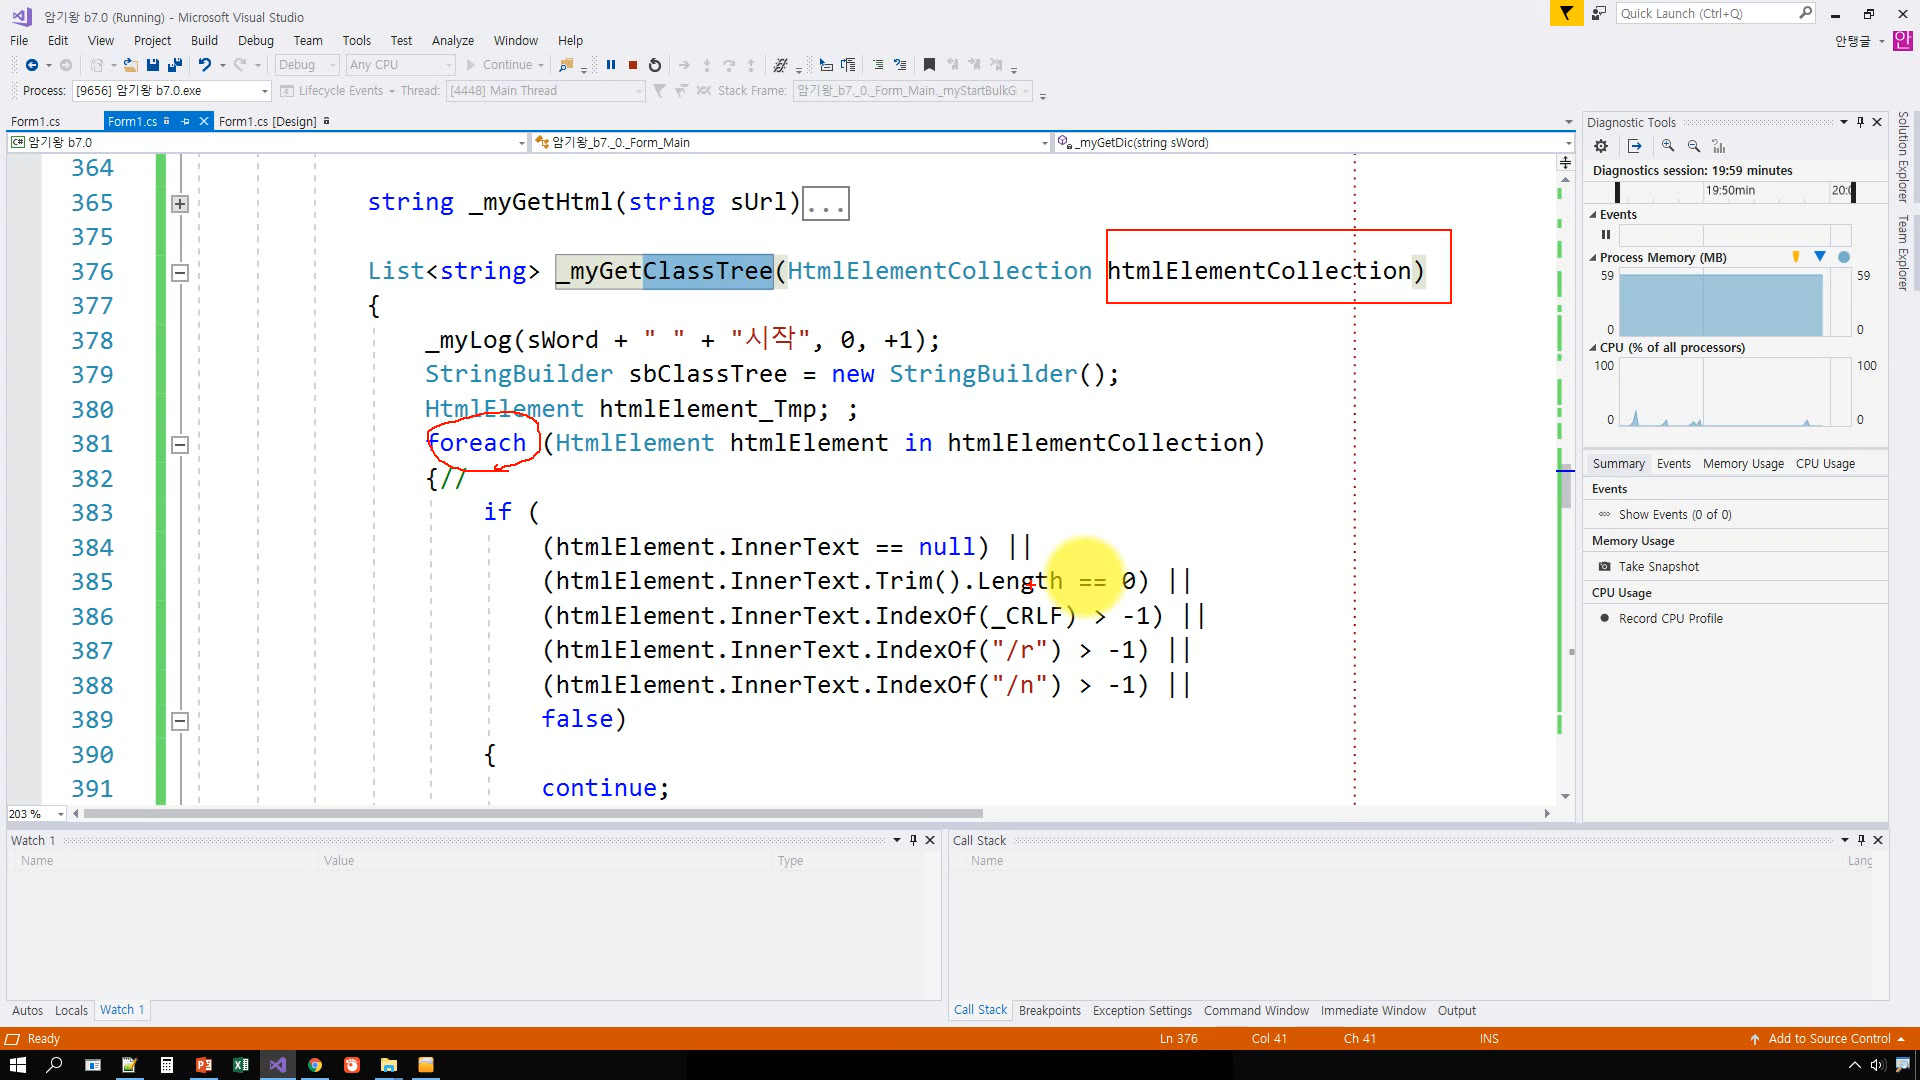 암기왕 b7.0 (Running) - Microsoft Visual Studio
Quick Launch (Ctrl+Q)
File Edit View Project Build Debug Team Tools Test Analyze Window Help
안탱글 안
Debug Any CPU Continue
Process: [9656] 암기왕 b7.0.exe Lifecycle Events Thread: [4448] Main Thread Stack Frame: 암기왕_b7._0._Form_Main._myStartBulkG
Form1.cs Form1.cs Form1.cs [Design]
암기왕 b7.0 암기왕_b7._0._Form_Main _myGetDic(string sWord)
364
365 string _myGetHtml(string sUrl)...
375
376 List<string> _myGetClassTree(HtmlElementCollection htmlElementCollection)
377 {
378 _myLog(sWord + " " + "시작", 0, +1);
379 StringBuilder sbClassTree = new StringBuilder();
380 HtmlElement htmlElement_Tmp; ;
381 foreach (HtmlElement htmlElement in htmlElementCollection)
382 {//
383 if (
384 (htmlElement.InnerText == null) ||
385 (htmlElement.InnerText.Trim().Length == 0) ||
386 (htmlElement.InnerText.IndexOf(_CRLF) > -1) ||
387 (htmlElement.InnerText.IndexOf("/r") > -1) ||
388 (htmlElement.InnerText.IndexOf("/n") > -1) ||
389 false)
390 {
391 continue;
203 %
Diagnostic Tools
Diagnostics session: 19:59 minutes
19:50min 20:0
Events
Process Memory (MB)
59 59
0 0
CPU (% of all processors)
100 100
0 0
Summary Events Memory Usage CPU Usage
Events
Show Events (0 of 0)
Memory Usage
Take Snapshot
CPU Usage
Record CPU Profile
Solution Explorer
Team Explorer
Watch 1
Name Value Type
Autos Locals Watch 1
Call Stack
Name Lang
Call Stack Breakpoints Exception Settings Command Window Immediate Window Output
Ready Ln 376 Col 41 Ch 41 INS Add to Source Control